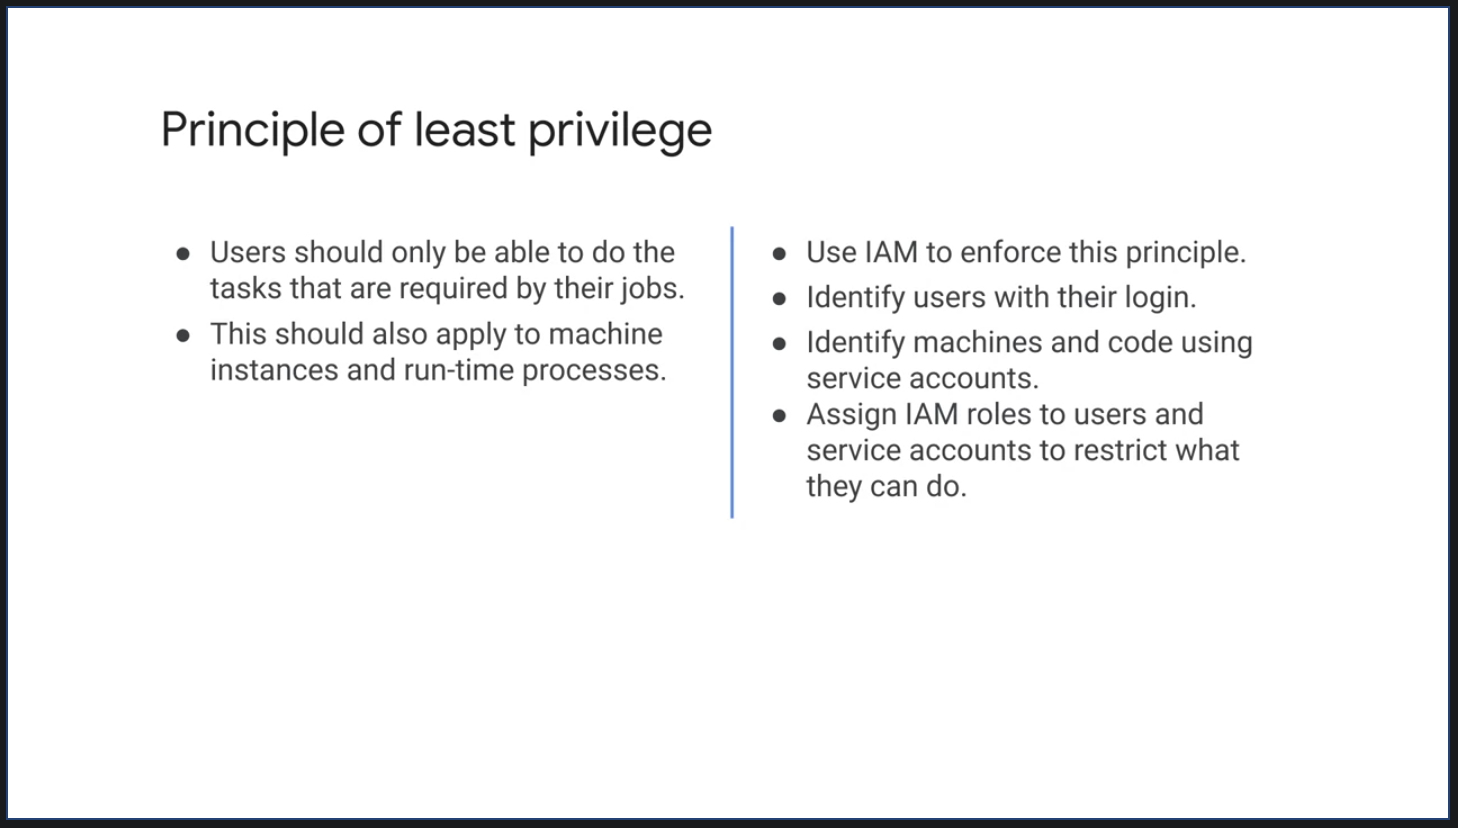 Principle of least privilege
● Users should only be able to do the
tasks that are required by their jobs.
● This should also apply to machine
instances and run-time processes.
● Use IAM to enforce this principle.
● Identify users with their login.
● Identify machines and code using
service accounts.
● Assign IAM roles to users and
service accounts to restrict what
they can do.